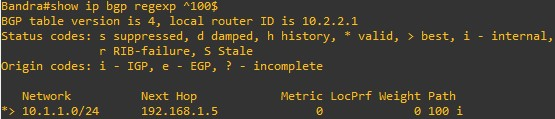 Bandra#show ip bgp regexp ^100$
BGP table version is 4, local router ID is 10.2.2.1
Status codes: s suppressed, d damped, h history, * valid, > best, i - internal,
r RIB-failure, S Stale
Origin codes: i - IGP, e - EGP, ? - incomplete
Network Next Hop Metric LocPrf Weight Path
*> 10.1.1.0/24 192.168.1.5 0 0 100 i